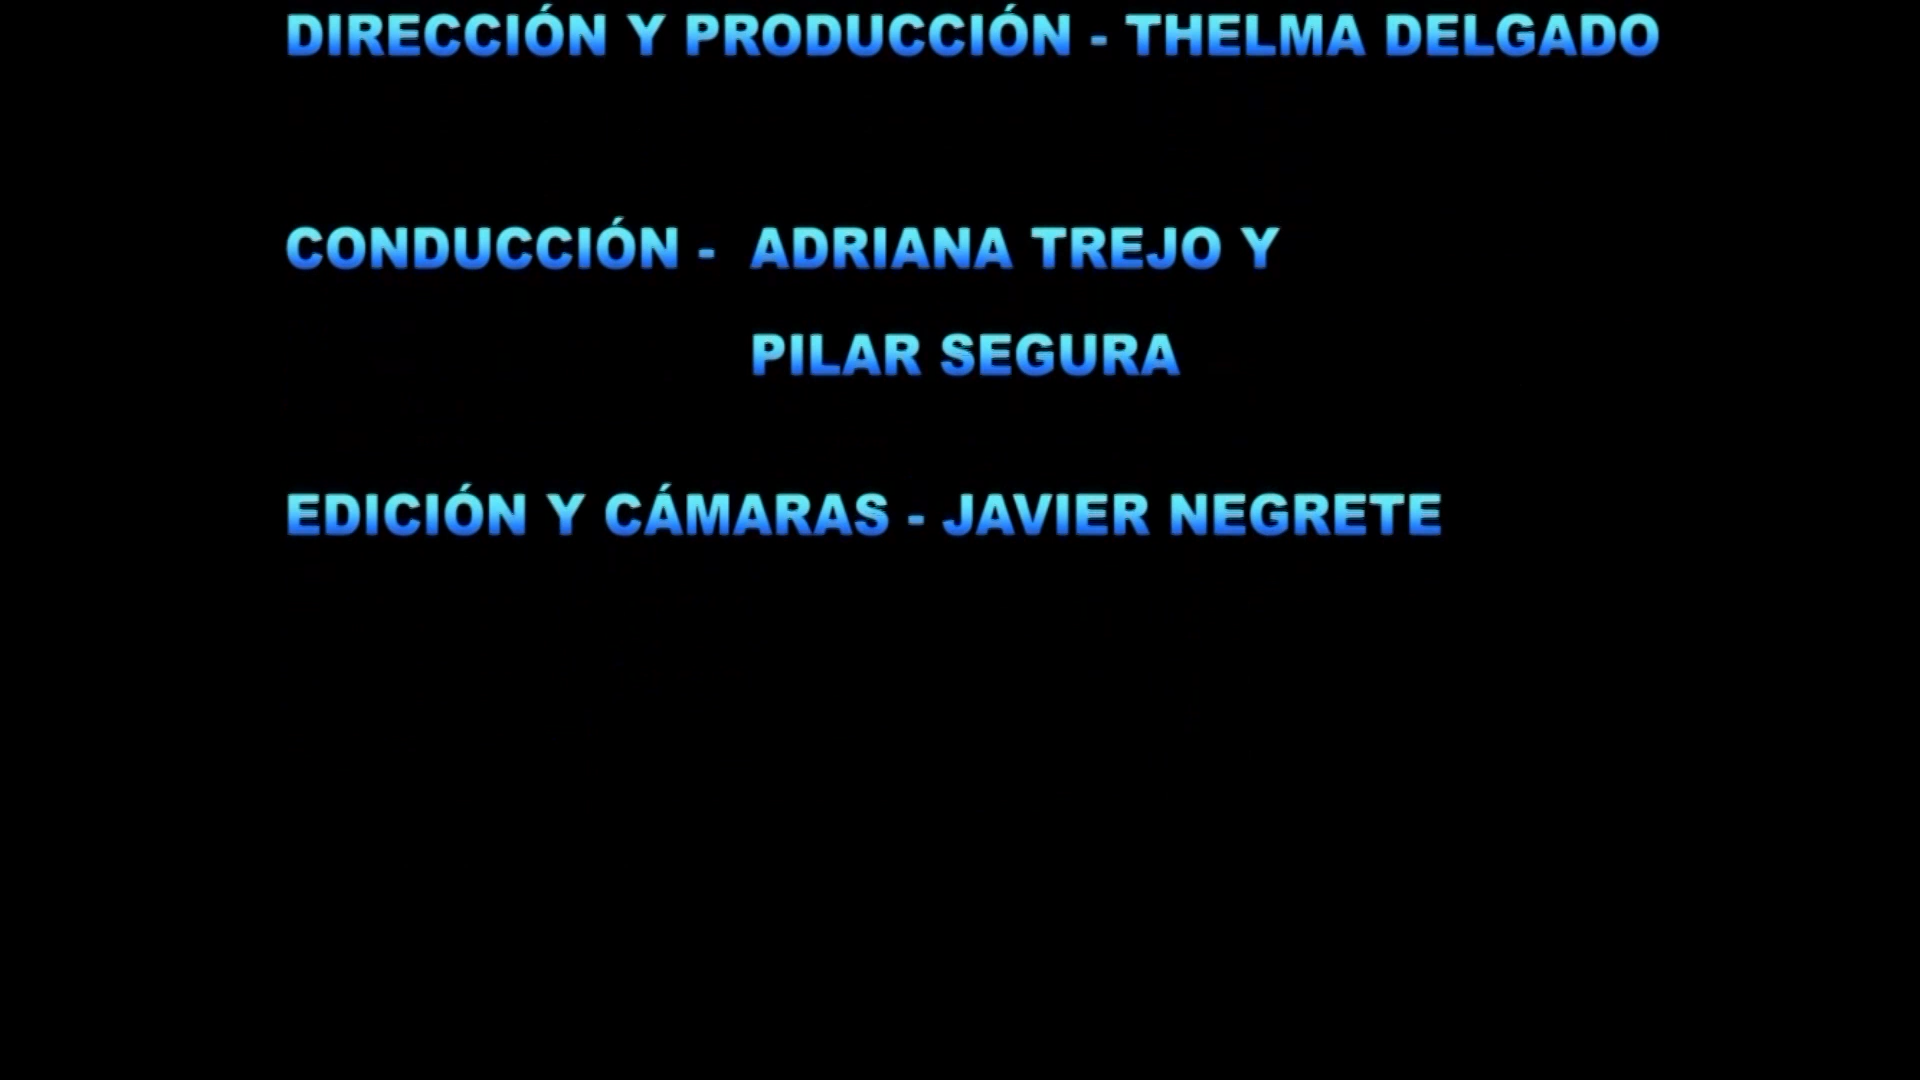 DIRECCIÓN Y PRODUCCIÓN - THELMA DELGADO
CONDUCCIÓN - ADRIANA TREJO Y
PILAR SEGURA
EDICIÓN Y CÁMARAS - JAVIER NEGRETE